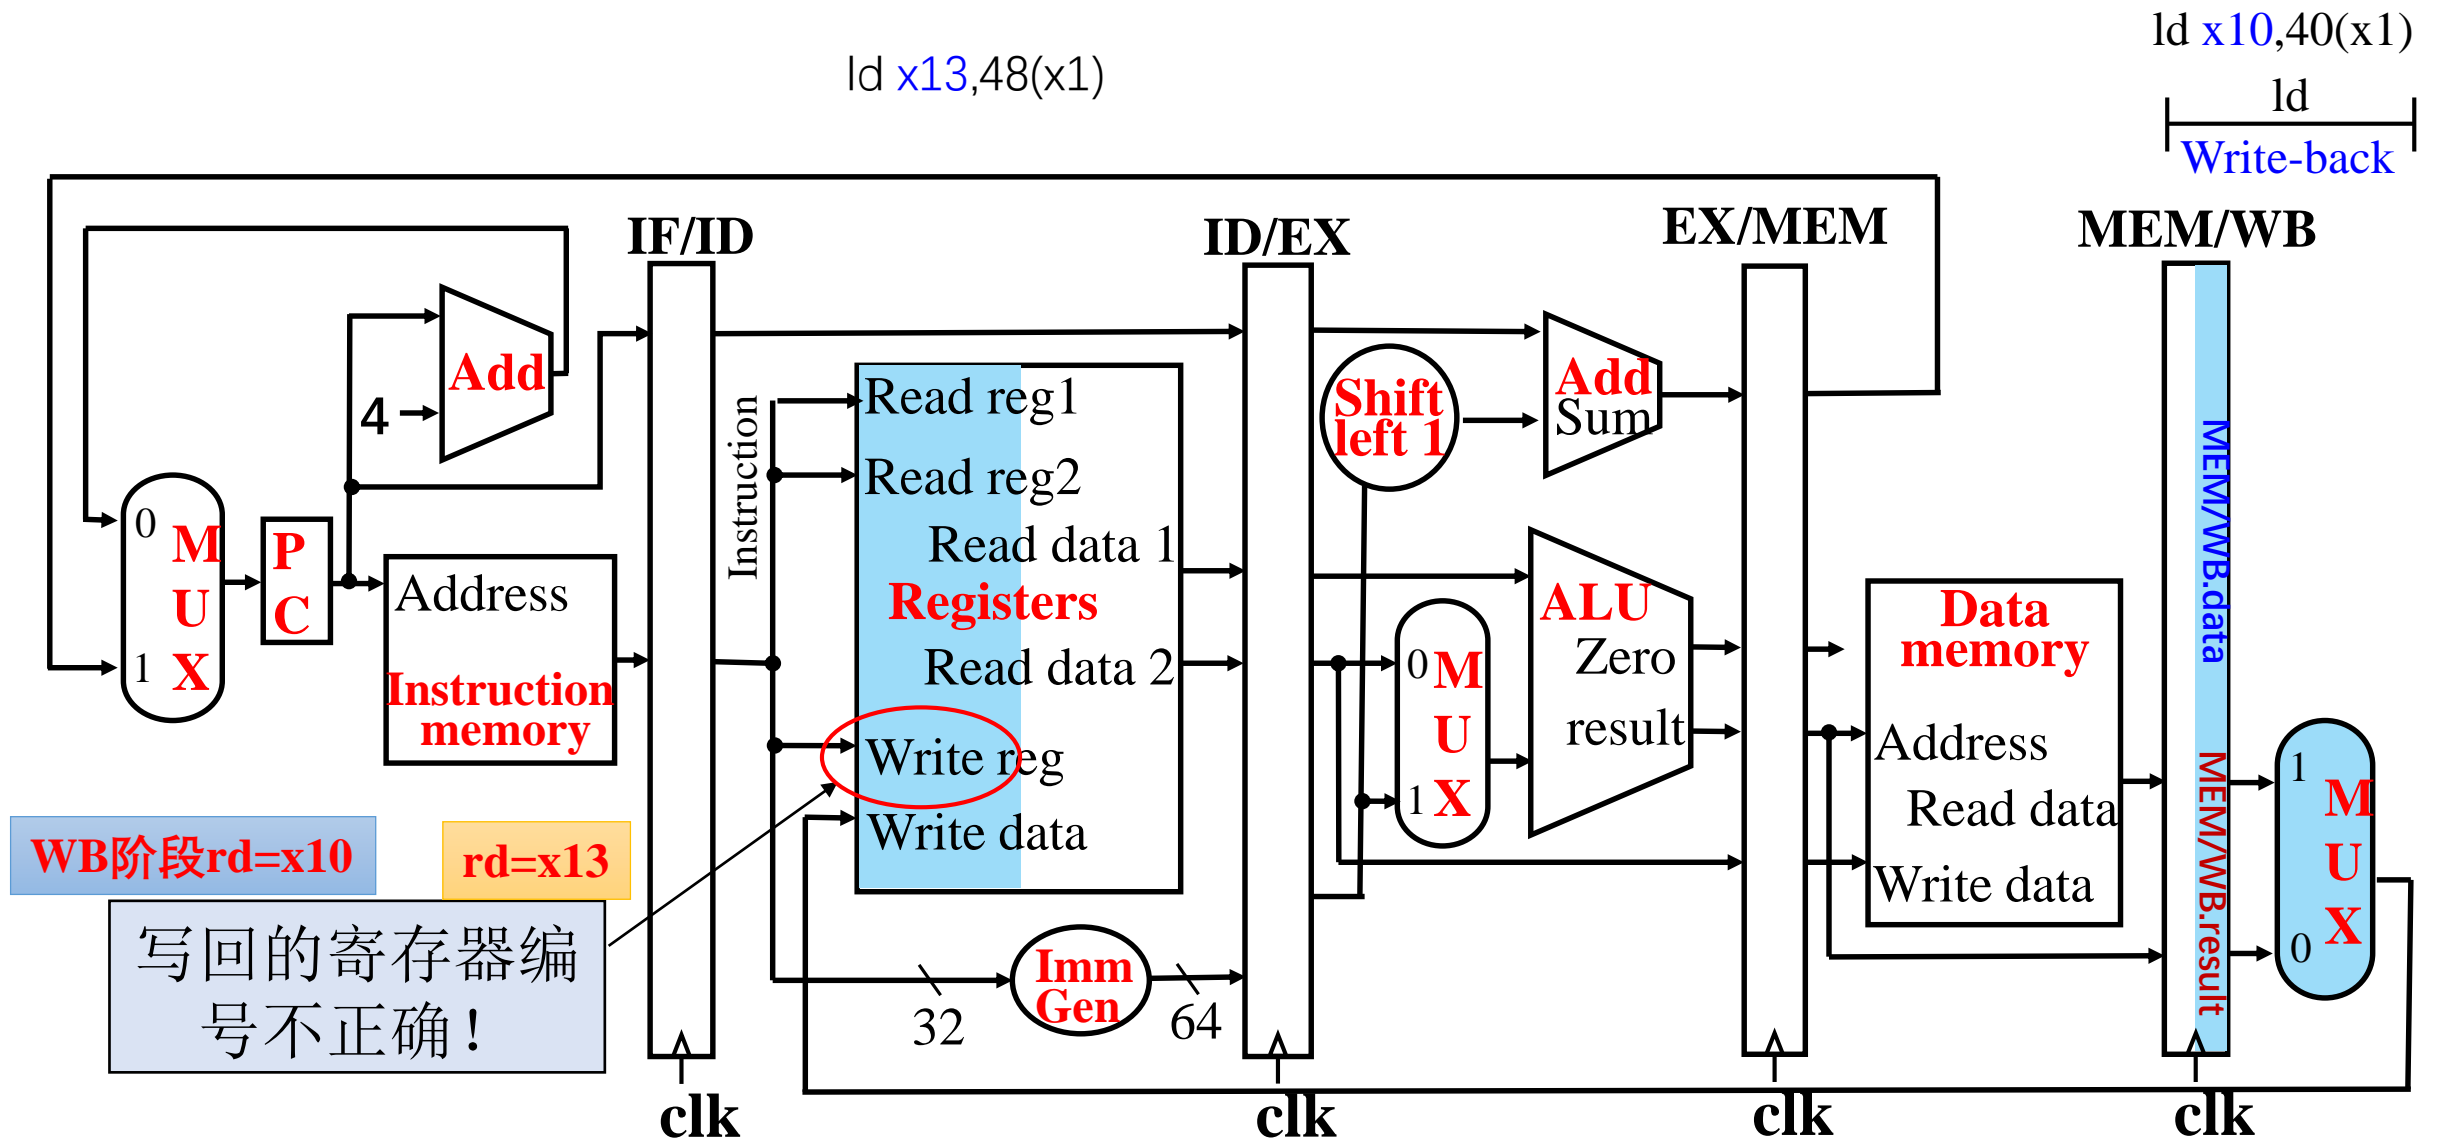 ld x10,40(x1)
ld x13,48(x1)
ld
Write-back
IF/ID
ID/EX
EX/MEM
MEM/WB
Add
4
0
M
U
X
1
P
C
Address
Instruction
memory
Instruction
Read reg1
Read reg2
Read data 1
Registers
Read data 2
Write reg
Write data
Shift
left 1
Add
Sum
0
M
U
X
1
ALU
Zero
result
Data
memory
Address
Read data
Write data
MEM/WB.data
MEM/WB.result
1
M
U
X
0
WB阶段rd=x10
rd=x13
写回的寄存器编
号不正确！
32
Imm
Gen
64
clk
clk
clk
clk